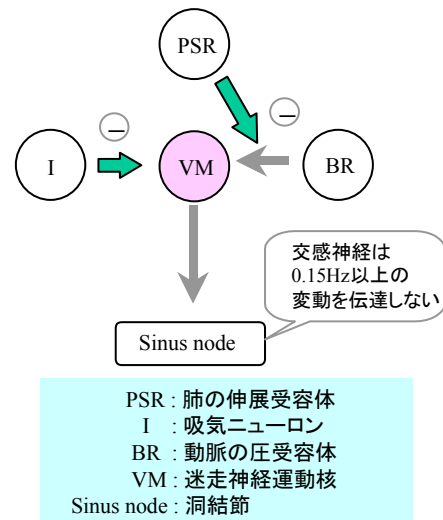 PSR
−
−
I
VM
BR
交感神経は
0.15Hz以上の
変動を伝達しない
Sinus node
PSR : 肺の伸展受容体
I : 吸気ニューロン
BR : 動脈の圧受容体
VM : 迷走神経運動核
Sinus node : 洞結節